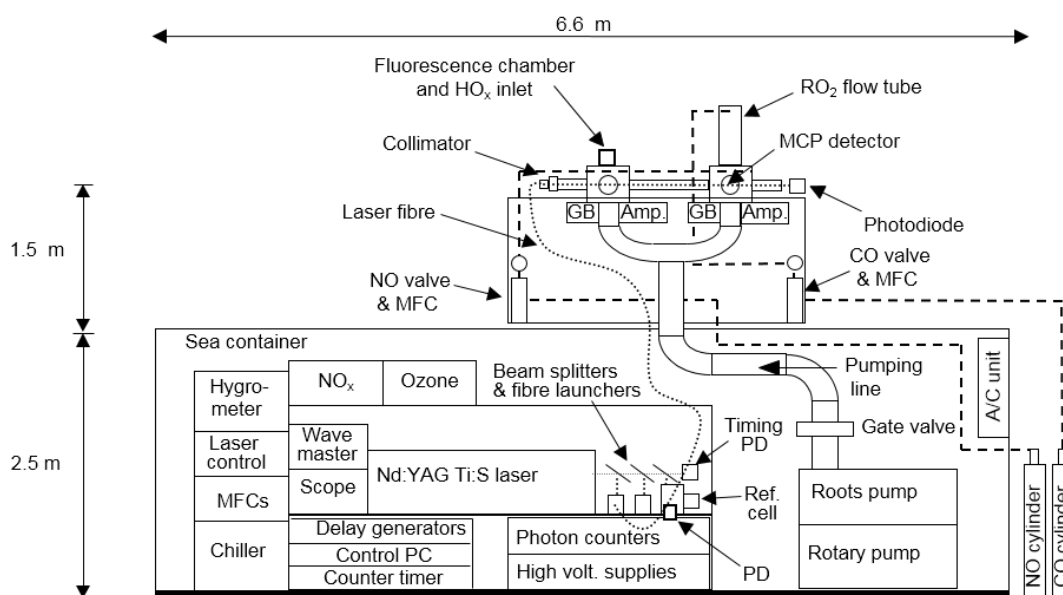 6.6 m
Fluorescence chamber
and HOₓ inlet
RO₂ flow tube
Collimator
MCP detector
Laser fibre
GB
Amp.
GB
Amp.
Photodiode
1.5 m
NO valve
& MFC
CO valve
& MFC
Sea container
Hygro-
meter
NOₓ
Ozone
Beam splitters
& fibre launchers
Pumping
line
A/C unit
Laser
control
Wave
master
Timing
PD
Gate valve
2.5 m
Nd:YAG Ti:S laser
MFCs
Scope
Ref.
cell
Roots pump
Chiller
Delay generators
Control PC
Counter timer
Photon counters
High volt. supplies
PD
Rotary pump
NO cylinder
CO cylinder